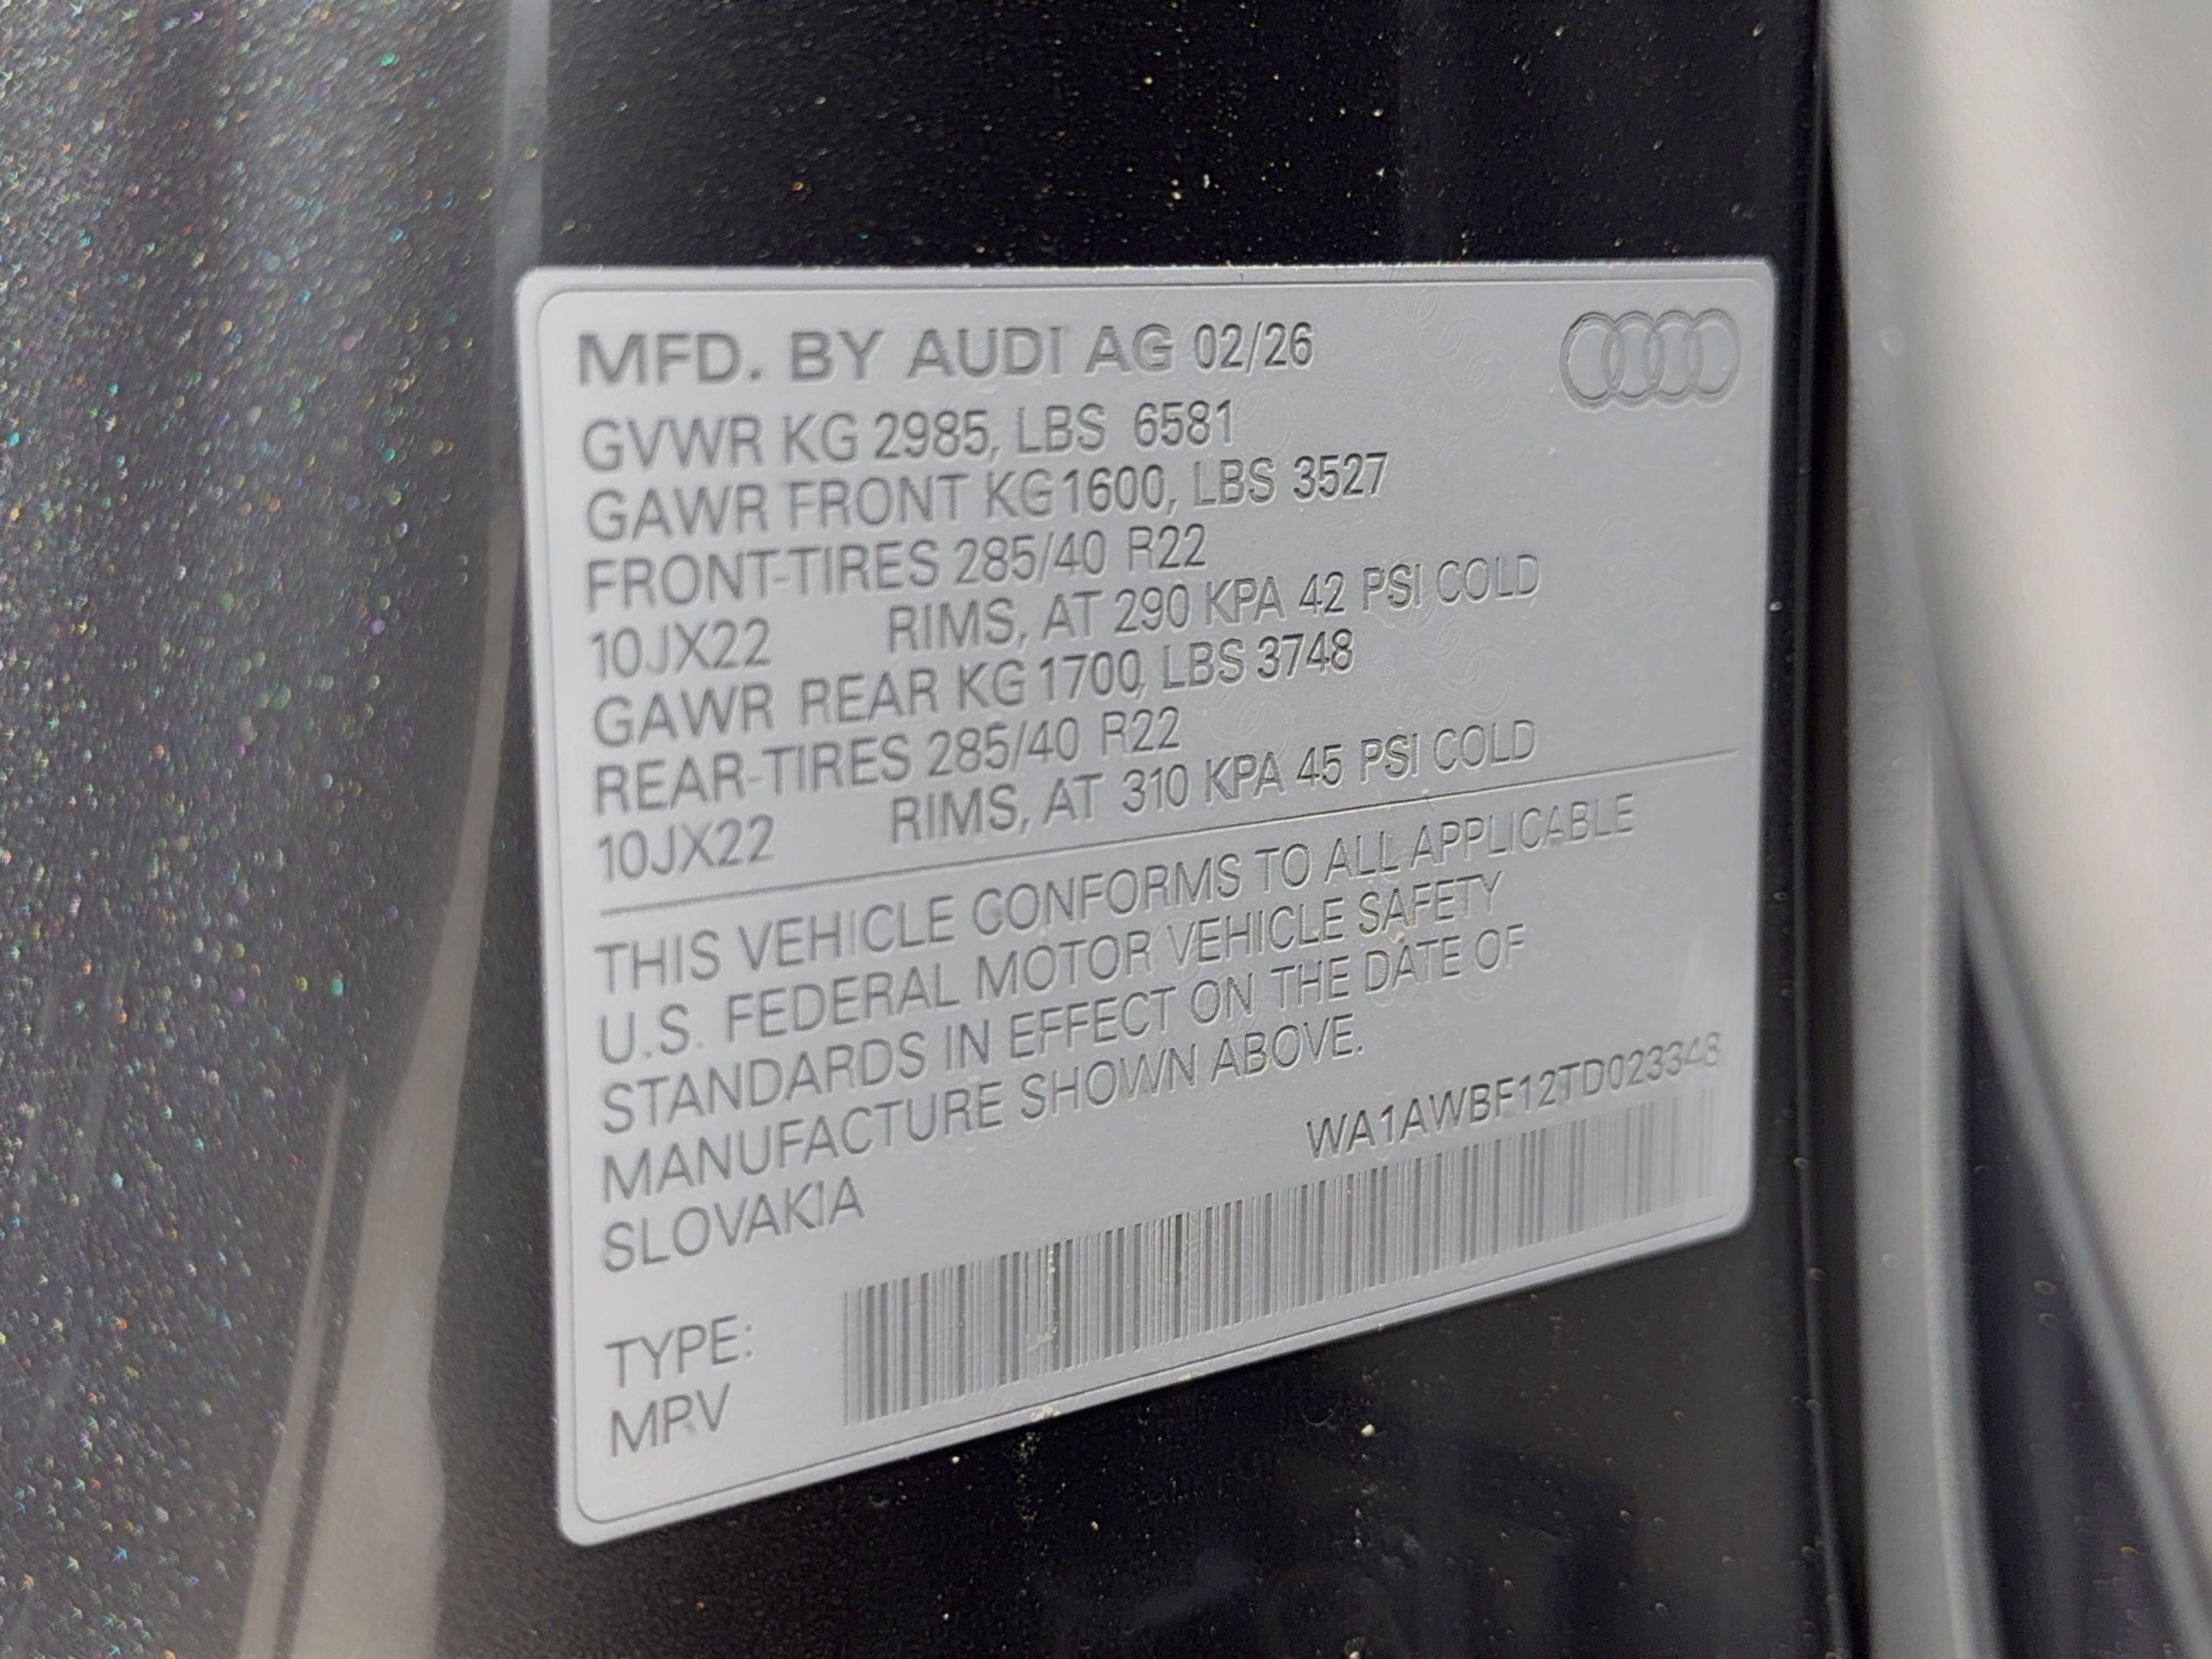 MFD. BY AUDI AG 02/26
GVWR KG 2985, LBS 6581
GAWR FRONT KG 1600, LBS 3527
FRONT-TIRES 285/40 R22
10JX22 RIMS, AT 290 KPA 42 PSI COLD
GAWR REAR KG 1700, LBS 3748
REAR-TIRES 285/40 R22
10JX22 RIMS, AT 310 KPA 45 PSI COLD
THIS VEHICLE CONFORMS TO ALL APPLICABLE
U.S. FEDERAL MOTOR VEHICLE SAFETY
STANDARDS IN EFFECT ON THE DATE OF
MANUFACTURE SHOWN ABOVE.
SLOVAKIA
WA1AWBF12TD023348
TYPE:
MPV